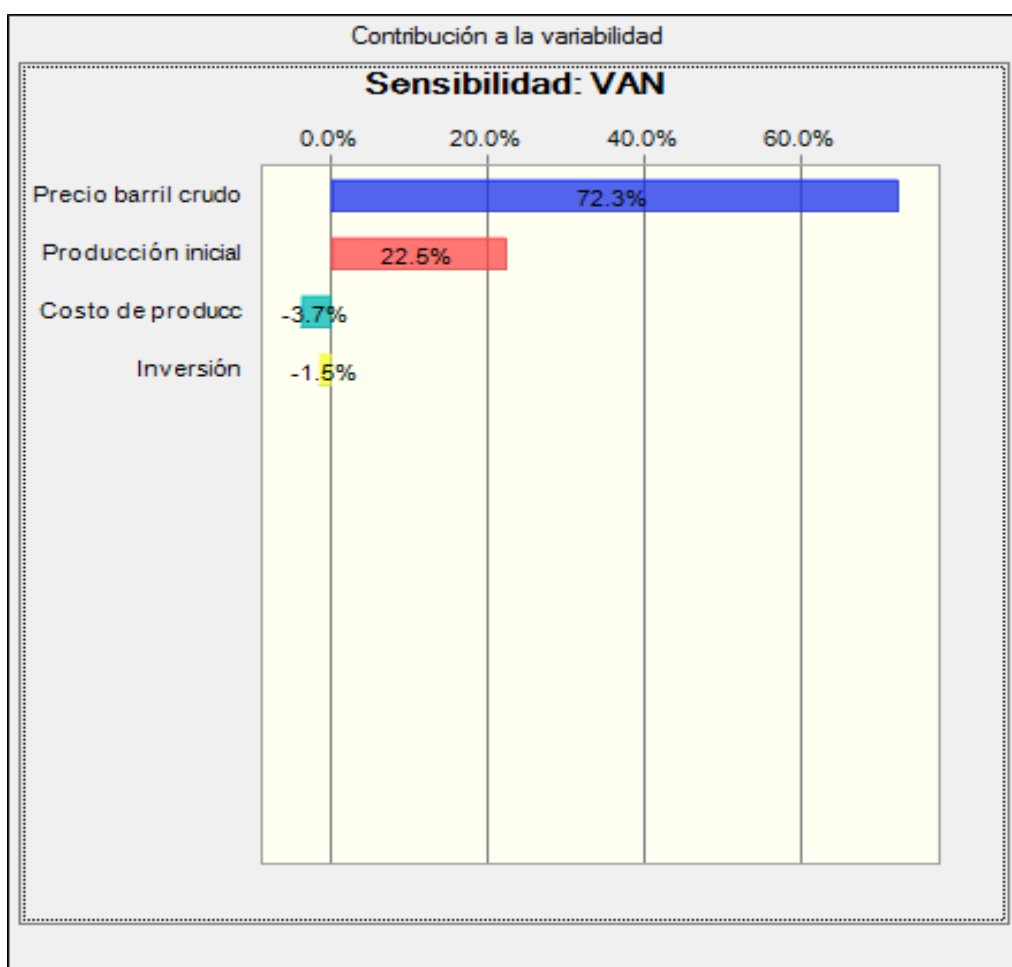 Contribución a la variabilidad
Sensibilidad: VAN
0.0% 20.0% 40.0% 60.0%
Precio barril crudo 72.3%
Producción inicial 22.5%
Costo de producc -3.7%
Inversión -1.5%